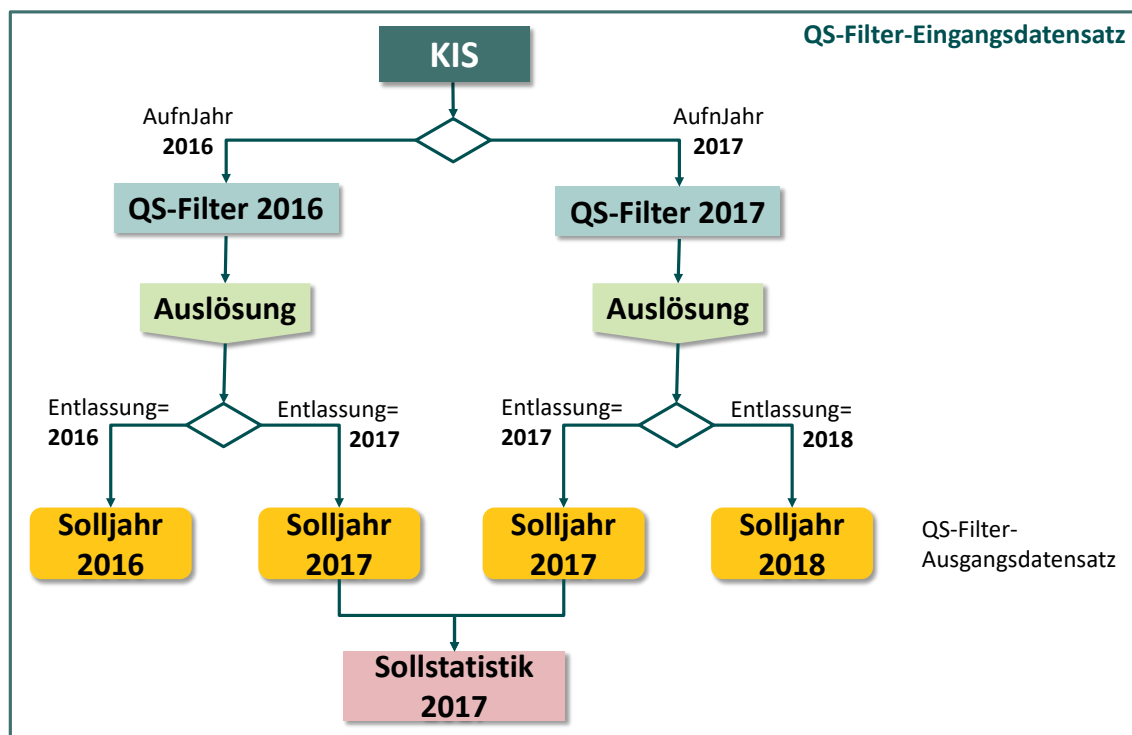 QS-Filter-Eingangsdatensatz
KIS
AufnJahr
2016
AufnJahr
2017
QS-Filter 2016
QS-Filter 2017
Auslösung
Auslösung
Entlassung=
2016
Entlassung=
2017
Entlassung=
2017
Entlassung=
2018
Solljahr
2016
Solljahr
2017
Solljahr
2017
Solljahr
2018
QS-Filter-
Ausgangsdatensatz
Sollstatistik
2017